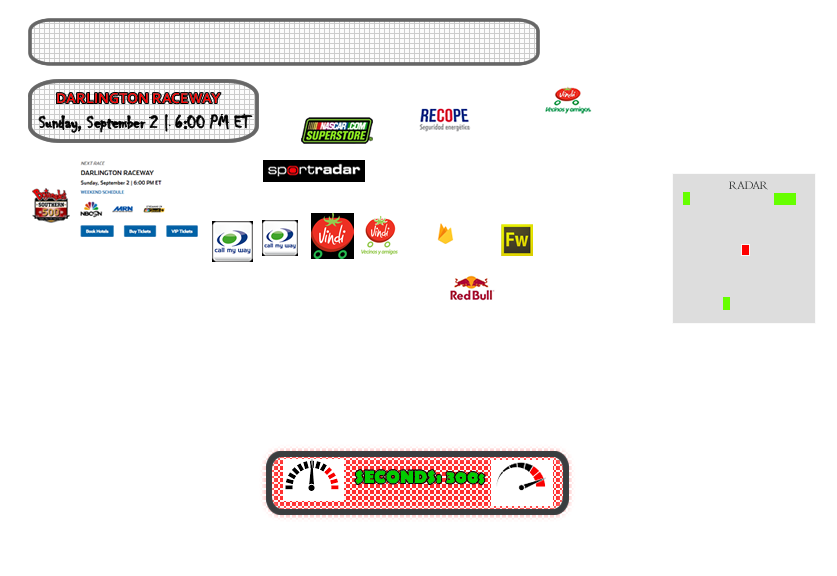 DARLINGTON RACEWAY
Sunday, September 2 | 6:00 PM ET
NASCAR.COM
SUPERSTORE
RECOPE
Seguridad energética
Vindi
Vecinos y amigos.
NEXT RACE
DARLINGTON RACEWAY
Sunday, September 2 | 6:00 PM ET
WEEKEND SCHEDULE
SOUTHERN
500
NBCSN
MRN
Book Hotels
Buy Tickets
VIP Tickets
sportradar
RADAR
call my way
call my way
Vindi
Vindi
Vecinos y amigos
Fw
Red Bull
SECONDS: 300s